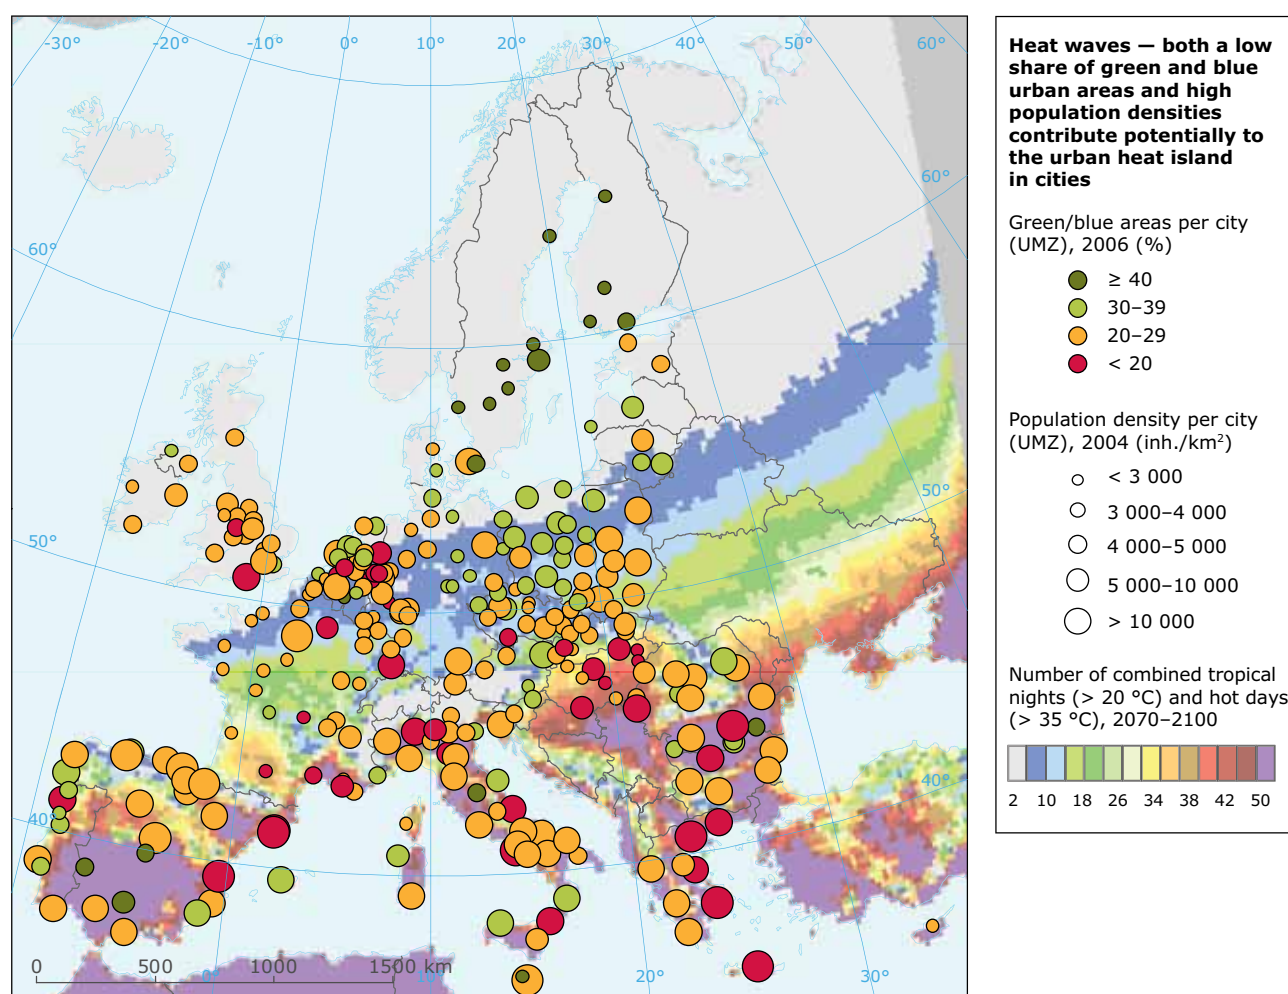 -30° -20° -10° 0° 10° 20° 30° 40° 50° 60°
60°
60°
50°
50°
40°
40°
0 500 1000 1500 km
0° 10° 20° 30°
Heat waves — both a low
share of green and blue
urban areas and high
population densities
contribute potentially to
the urban heat island
in cities
Green/blue areas per city
(UMZ), 2006 (%)
≥ 40
30–39
20–29
< 20
Population density per city
(UMZ), 2004 (inh./km²)
< 3 000
3 000–4 000
4 000–5 000
5 000–10 000
> 10 000
Number of combined tropical
nights (> 20 °C) and hot days
(> 35 °C), 2070–2100
2 10 18 26 34 38 42 50